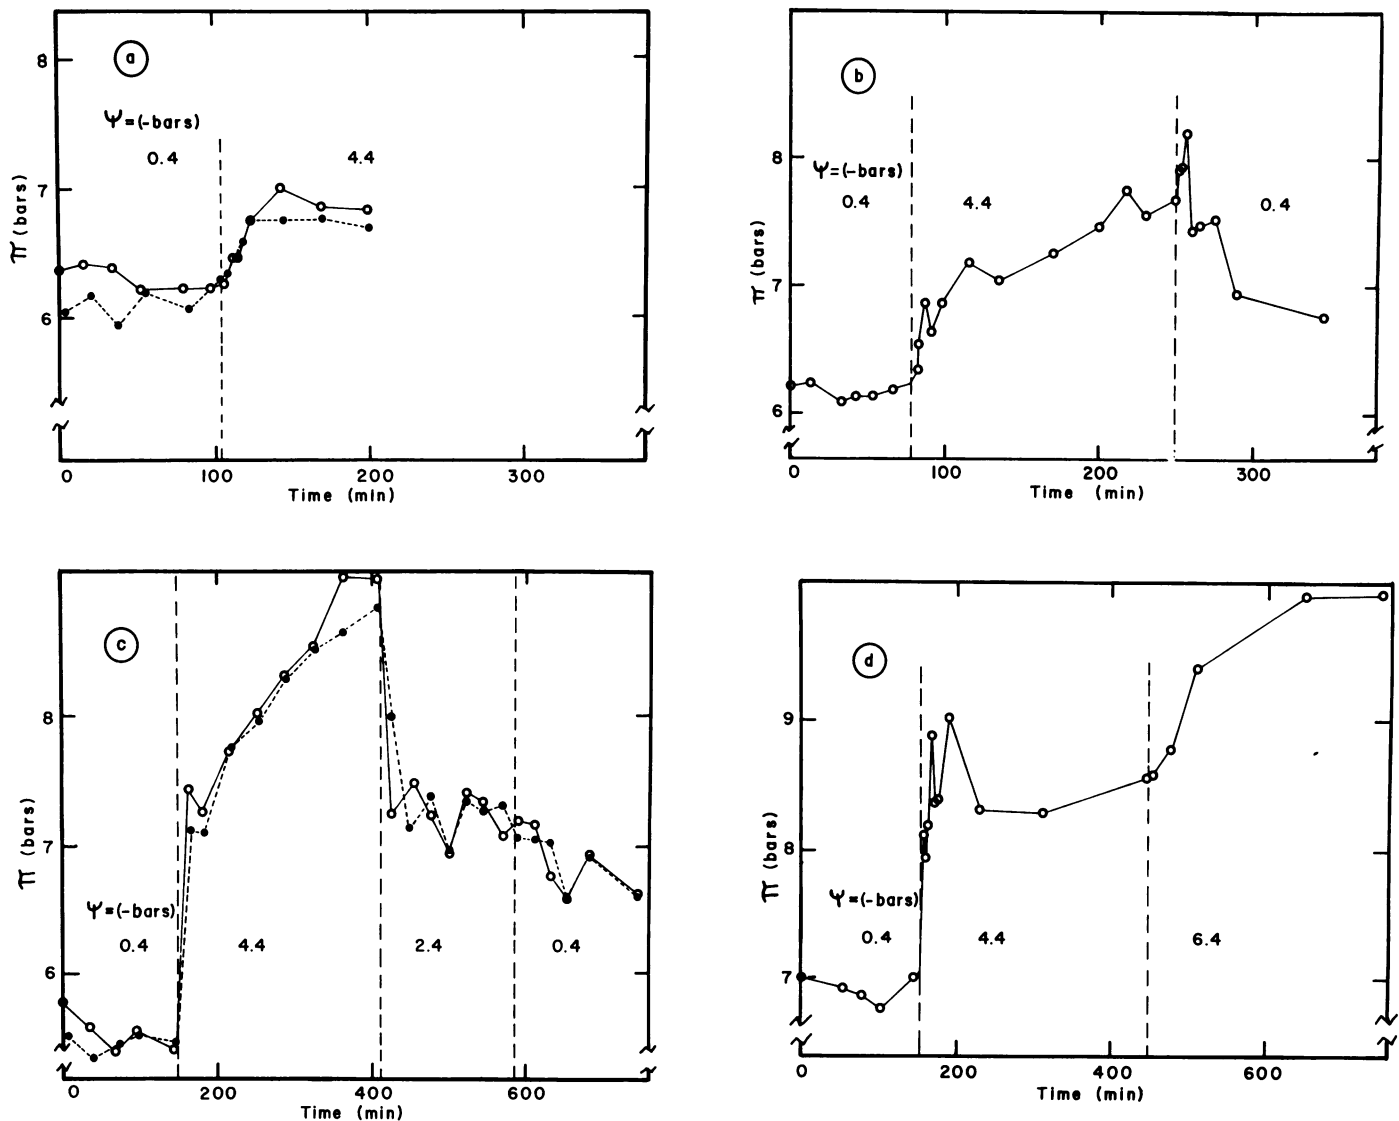 a
8
Ψ=(-bars)
0.4 4.4
7
π (bars)
6
0 100 200 300
Time (min)
b
8
Ψ=(-bars)
0.4 4.4 0.4
π (bars)
7
6
0 100 200 300
Time (min)
c
8
7
π (bars)
Ψ=(-bars)
0.4 4.4 2.4 0.4
6
0 200 400 600
Time (min)
d
9
8
π (bars)
Ψ=(-bars)
0.4 4.4 6.4
7
0 200 400 600
Time (min)